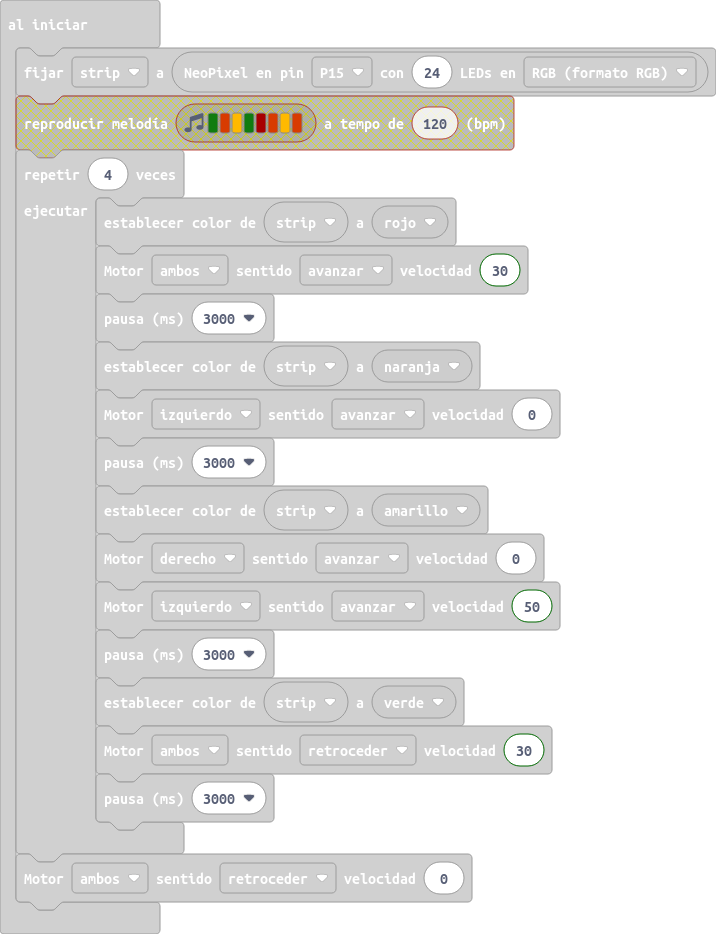 al iniciar
fijar strip a NeoPixel en pin P15 con 24 LEDs en RGB (formato RGB)
reproducir melodía a tempo de 120 (bpm)
repetir 4 veces
ejecutar
establecer color de strip a rojo
Motor ambos sentido avanzar velocidad 30
pausa (ms) 3000
establecer color de strip a naranja
Motor izquierdo sentido avanzar velocidad 0
pausa (ms) 3000
establecer color de strip a amarillo
Motor derecho sentido avanzar velocidad 0
Motor izquierdo sentido avanzar velocidad 50
pausa (ms) 3000
establecer color de strip a verde
Motor ambos sentido retroceder velocidad 30
pausa (ms) 3000
Motor ambos sentido retroceder velocidad 0